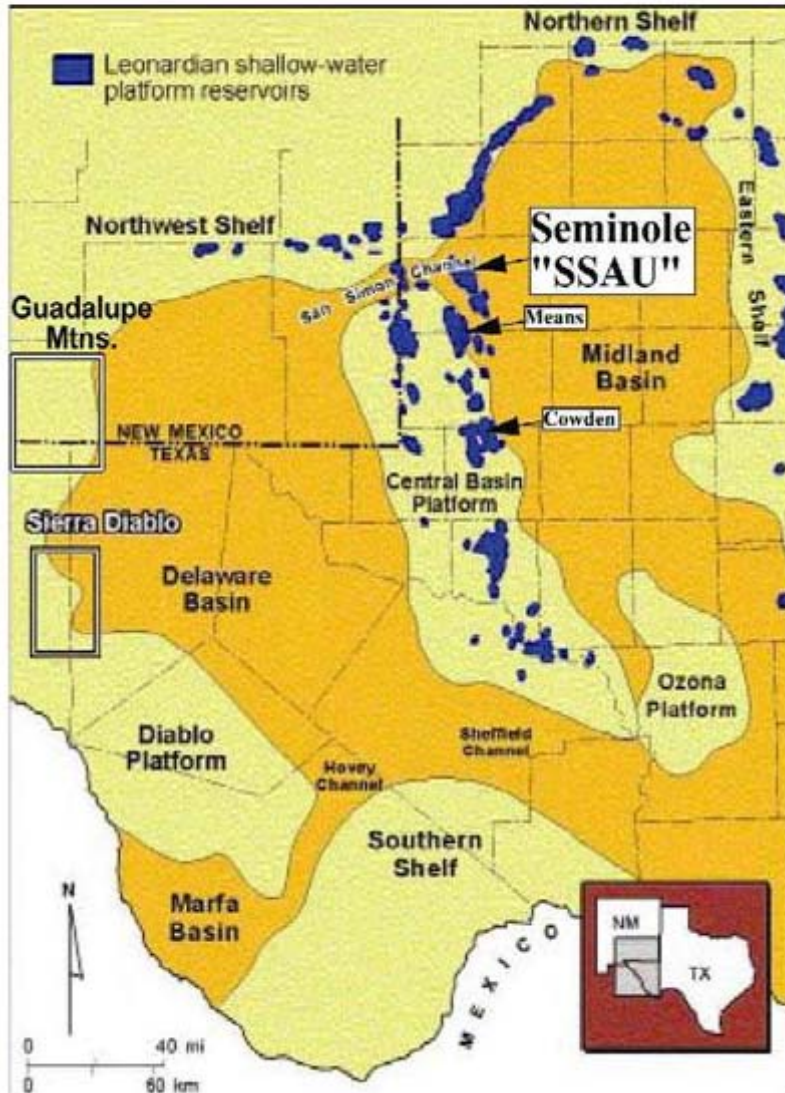 Northern Shelf
Leonardian shallow-water
platform reservoirs
Northwest Shelf
Eastern
Shelf
Seminole
"SSAU"
San Simon Channel
Guadalupe
Mtns.
Means
Midland
Basin
Cowden
NEW MEXICO
TEXAS
Central Basin
Platform
Sierra Diablo
Delaware
Basin
Ozona
Platform
Diablo
Platform
Sheffield
Channel
Hovey
Channel
Southern
Shelf
Marfa
Basin
N
MEXICO
NM
TX
0 40 mi
0 60 km